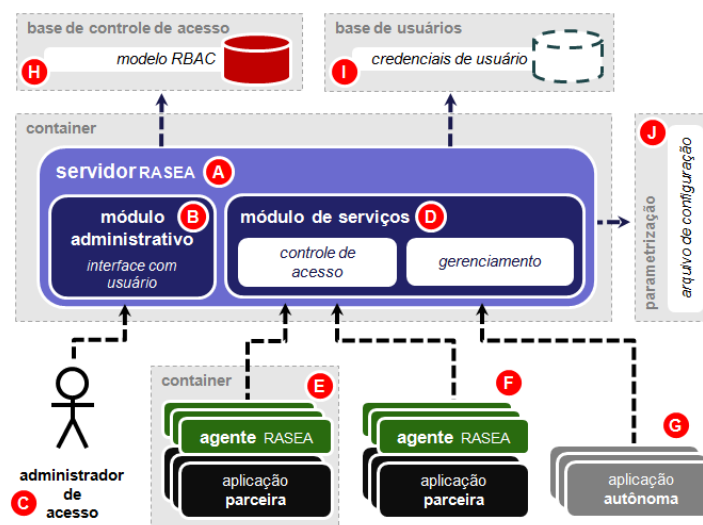 base de controle de acesso
H
modelo RBAC
base de usuários
I
credenciais de usuário
container
servidor RASEA A
módulo
administrativo
B
interface com
usuário
módulo de serviços D
controle de
acesso
gerenciamento
J
parametrização
arquivo de configuração
administrador
de
acesso
C
container
E
agente RASEA
aplicação
parceira
F
agente RASEA
aplicação
parceira
G
aplicação
autônoma